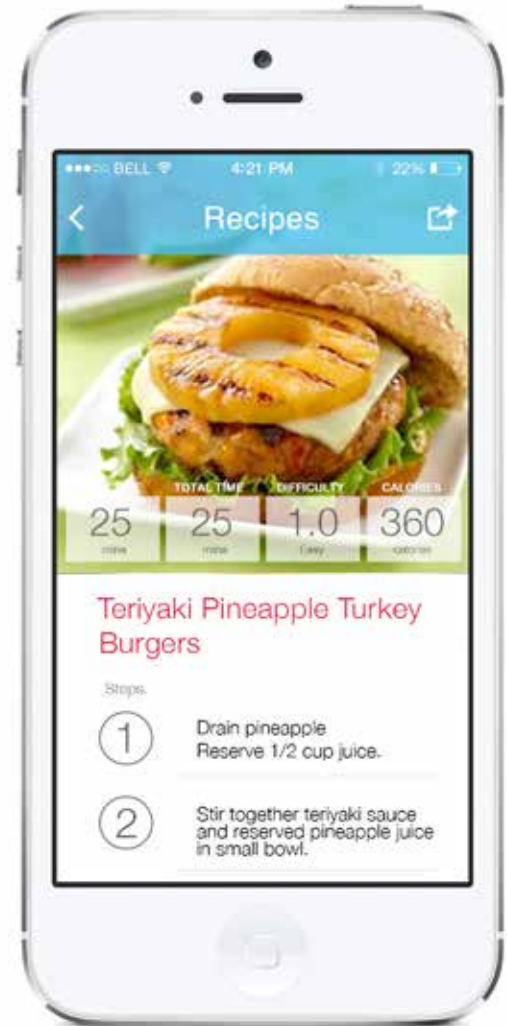 BELL 4:21 PM 22%
Recipes
TOTAL TIME DIFFICULTY CALORIES
25 25 1.0 360
mins mins Easy calories
Teriyaki Pineapple Turkey
Burgers
Steps
1 Drain pineapple
Reserve 1/2 cup juice.
2 Stir together teriyaki sauce
and reserved pineapple juice
in small bowl.